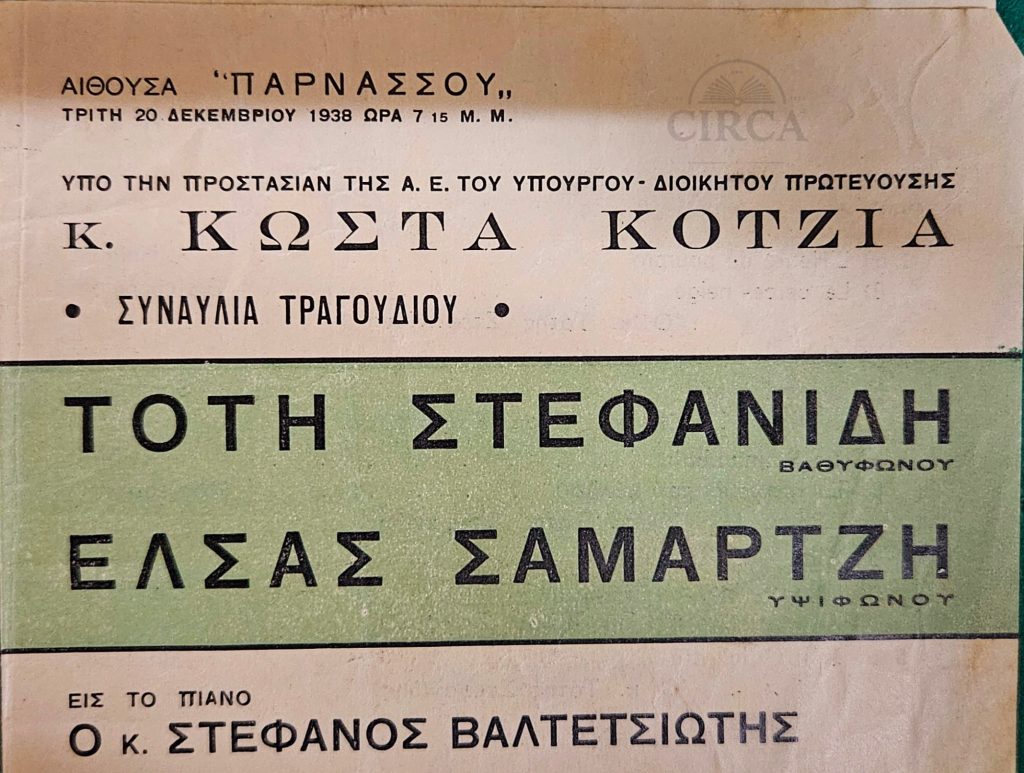 ΑΙΘΟΥΣΑ "ΠΑΡΝΑΣΣΟΥ„
ΤΡΙΤΗ 20 ΔΕΚΕΜΒΡΙΟΥ 1938 ΩΡΑ 7 15 Μ. Μ.
CIRCA
ΥΠΟ ΤΗΝ ΠΡΟΣΤΑΣΙΑΝ ΤΗΣ Α. Ε. ΤΟΥ ΥΠΟΥΡΓΟΥ - ΔΙΟΙΚΗΤΟΥ ΠΡΩΤΕΥΟΥΣΗΣ
Κ. ΚΩΣΤΑ ΚΟΤΖΙΑ
• ΣΥΝΑΥΛΙΑ ΤΡΑΓΟΥΔΙΟΥ •
ΤΟΤΗ ΣΤΕΦΑΝΙΔΗ
ΒΑΘΥΦΩΝΟΥ
ΕΛΣΑΣ ΣΑΜΑΡΤΖΗ
ΥΨΙΦΩΝΟΥ
ΕΙΣ ΤΟ ΠΙΑΝΟ
Ο Κ. ΣΤΕΦΑΝΟΣ ΒΑΛΤΕΤΣΙΩΤΗΣ